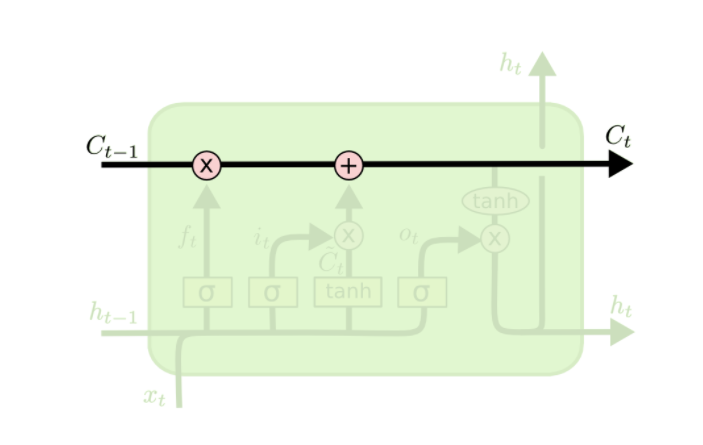 h_t
C_{t-1} × + C_t
tanh
f_t i_t × o_t ×
C̃_t
σ σ tanh σ
h_{t-1} h_t
x_t